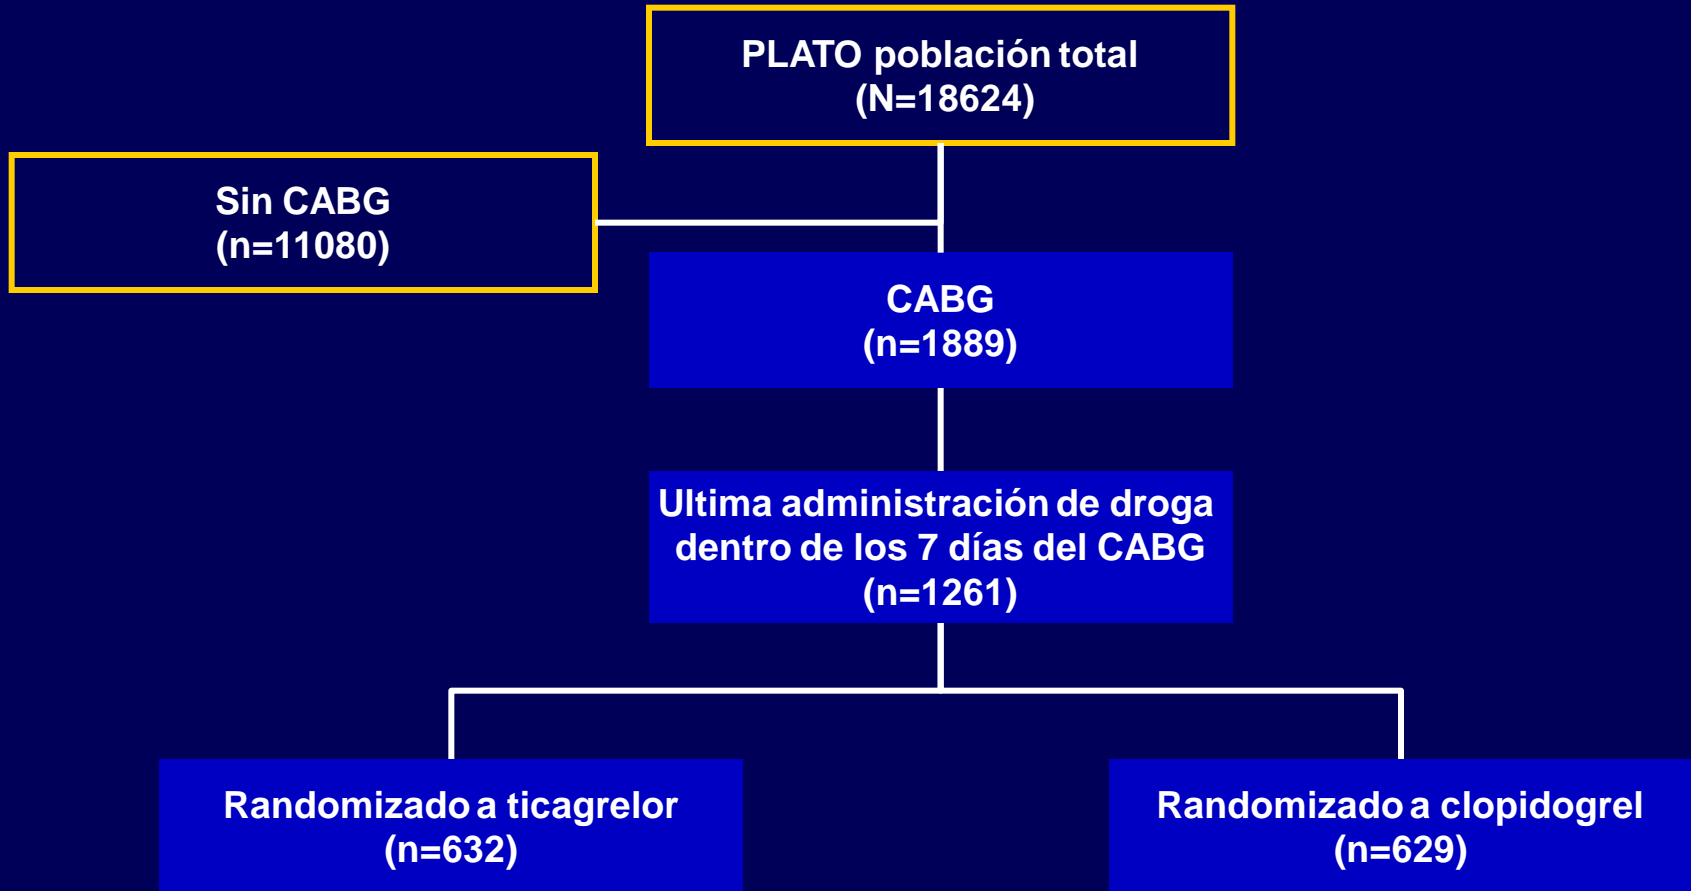 PLATO población total
(N=18624)
Sin CABG
(n=11080)
CABG
(n=1889)
Ultima administración de droga
dentro de los 7 días del CABG
(n=1261)
Randomizado a ticagrelor
(n=632)
Randomizado a clopidogrel
(n=629)